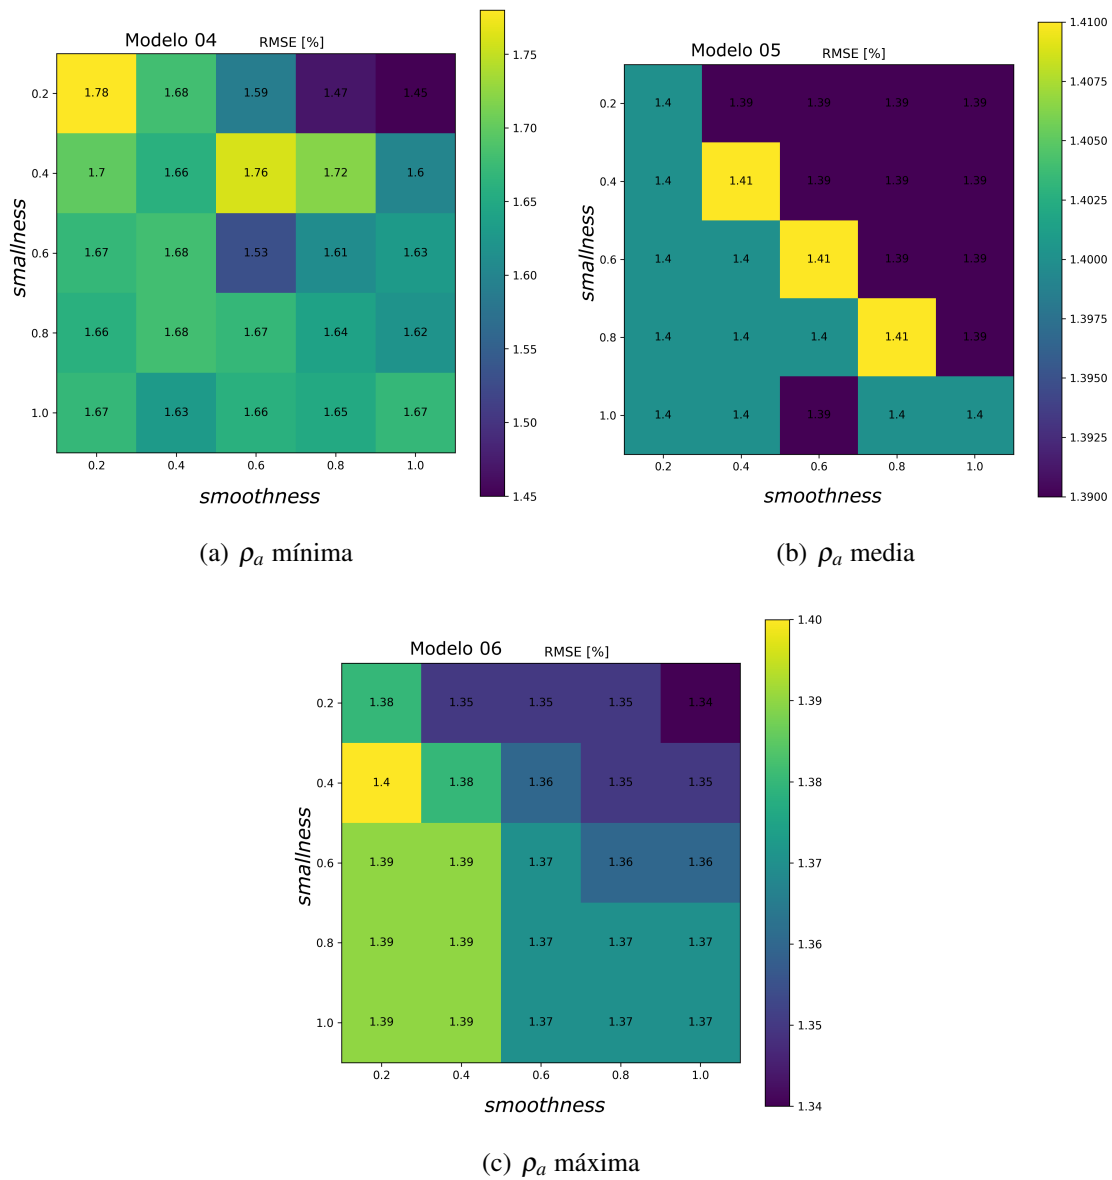 Modelo 04 RMSE [%]
1.75
0.2 1.78 1.68 1.59 1.47 1.45
1.70
0.4 1.7 1.66 1.76 1.72 1.6
1.65
smallness
0.6 1.67 1.68 1.53 1.61 1.63
1.60
0.8 1.66 1.68 1.67 1.64 1.62
1.55
1.0 1.67 1.63 1.66 1.65 1.67
1.50
1.45
0.2 0.4 0.6 0.8 1.0
smoothness
(a) ρa mínima
Modelo 05 RMSE [%]
1.4100
0.2 1.4 1.39 1.39 1.39 1.39
1.4075
0.4 1.4 1.41 1.39 1.39 1.39
1.4050
1.4025
smallness
0.6 1.4 1.4 1.41 1.39 1.39
1.4000
0.8 1.4 1.4 1.4 1.41 1.39
1.3975
1.3950
1.0 1.4 1.4 1.39 1.4 1.4
1.3925
1.3900
0.2 0.4 0.6 0.8 1.0
smoothness
(b) ρa media
Modelo 06 RMSE [%]
1.40
0.2 1.38 1.35 1.35 1.35 1.34
1.39
0.4 1.4 1.38 1.36 1.35 1.35
1.38
smallness
0.6 1.39 1.39 1.37 1.36 1.36
1.37
0.8 1.39 1.39 1.37 1.37 1.37
1.36
1.0 1.39 1.39 1.37 1.37 1.37
1.35
1.34
0.2 0.4 0.6 0.8 1.0
smoothness
(c) ρa máxima